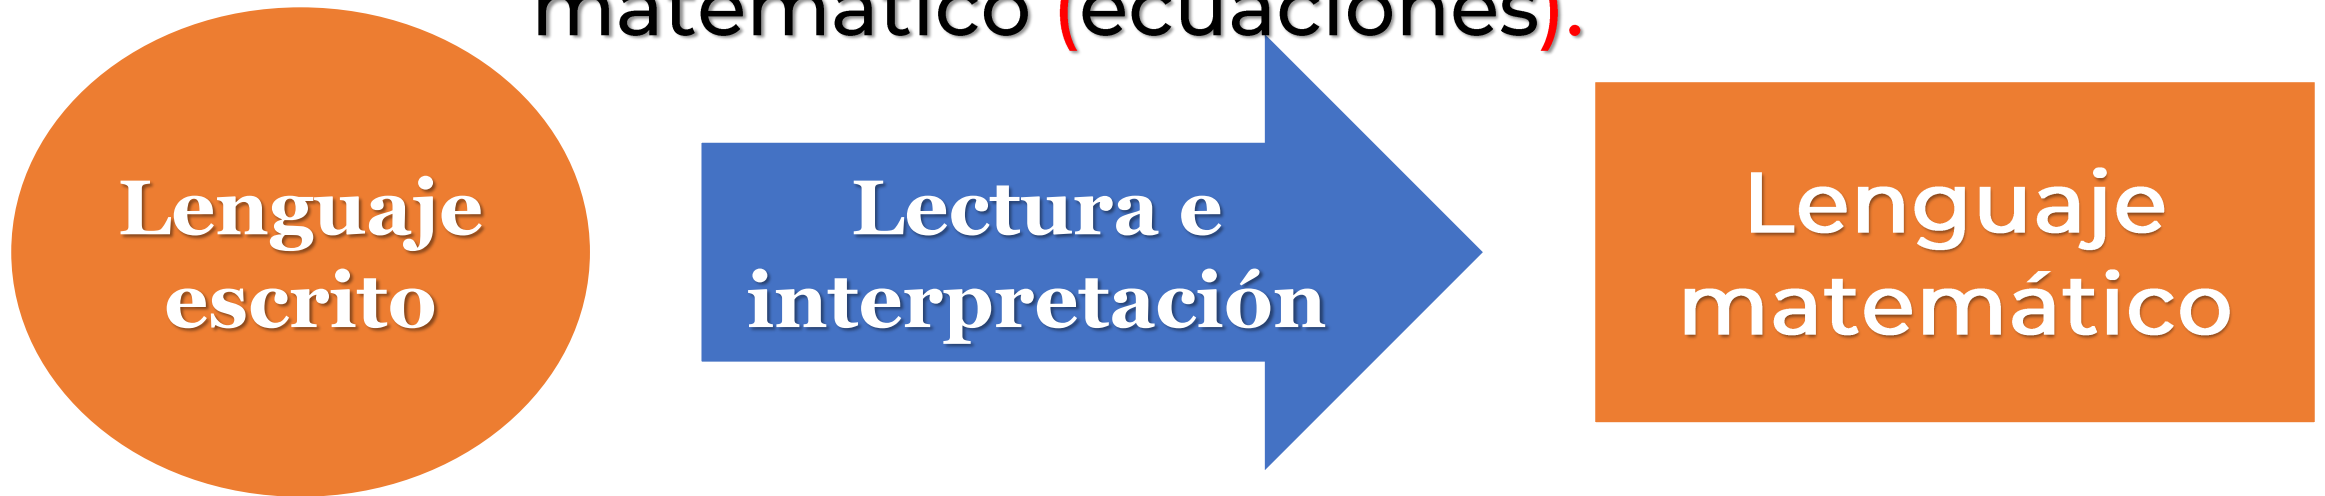 matemático (ecuaciones).
Lenguaje
escrito
Lectura e
interpretación
Lenguaje
matemático